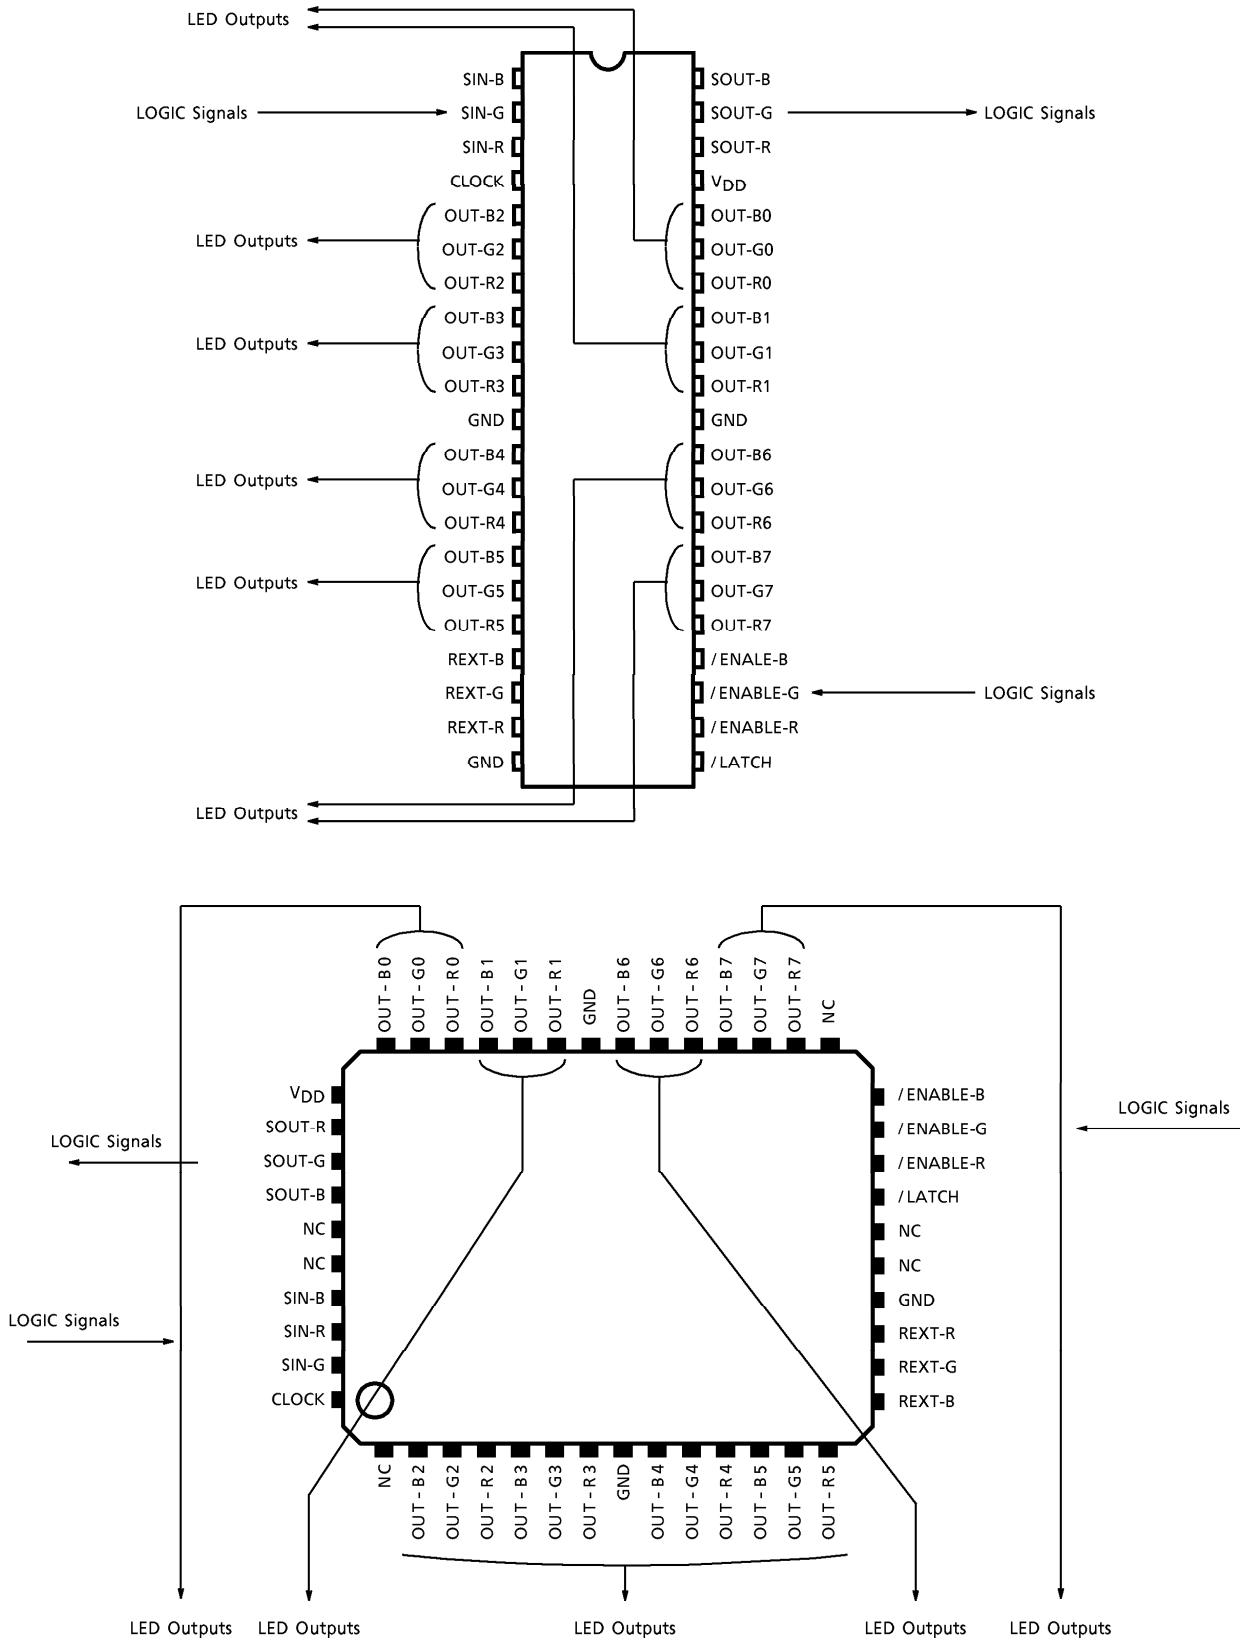 LED Outputs
SIN-B SOUT-B
LOGIC Signals SIN-G SOUT-G LOGIC Signals
SIN-R SOUT-R
CLOCK VDD
OUT-B2 OUT-B0
LED Outputs OUT-G2 OUT-G0
OUT-R2 OUT-R0
OUT-B3 OUT-B1
LED Outputs OUT-G3 OUT-G1
OUT-R3 OUT-R1
GND GND
OUT-B4 OUT-B6
LED Outputs OUT-G4 OUT-G6
OUT-R4 OUT-R6
OUT-B5 OUT-B7
LED Outputs OUT-G5 OUT-G7
OUT-R5 OUT-R7
REXT-B /ENALE-B
REXT-G /ENABLE-G LOGIC Signals
REXT-R /ENABLE-R
GND /LATCH
LED Outputs
OUT-B0 OUT-G0 OUT-R0 OUT-B1 OUT-G1 OUT-R1 GND OUT-B6 OUT-G6 OUT-R6 OUT-B7 OUT-G7 OUT-R7 NC
VDD /ENABLE-B
LOGIC Signals
SOUT-R /ENABLE-G
LOGIC Signals
SOUT-G /ENABLE-R
SOUT-B /LATCH
NC NC
NC NC
SIN-B GND
LOGIC Signals
SIN-R REXT-R
SIN-G REXT-G
CLOCK REXT-B
NC OUT-B2 OUT-G2 OUT-R2 OUT-B3 OUT-G3 OUT-R3 GND OUT-B4 OUT-G4 OUT-R4 OUT-B5 OUT-G5 OUT-R5
LED Outputs LED Outputs LED Outputs LED Outputs LED Outputs